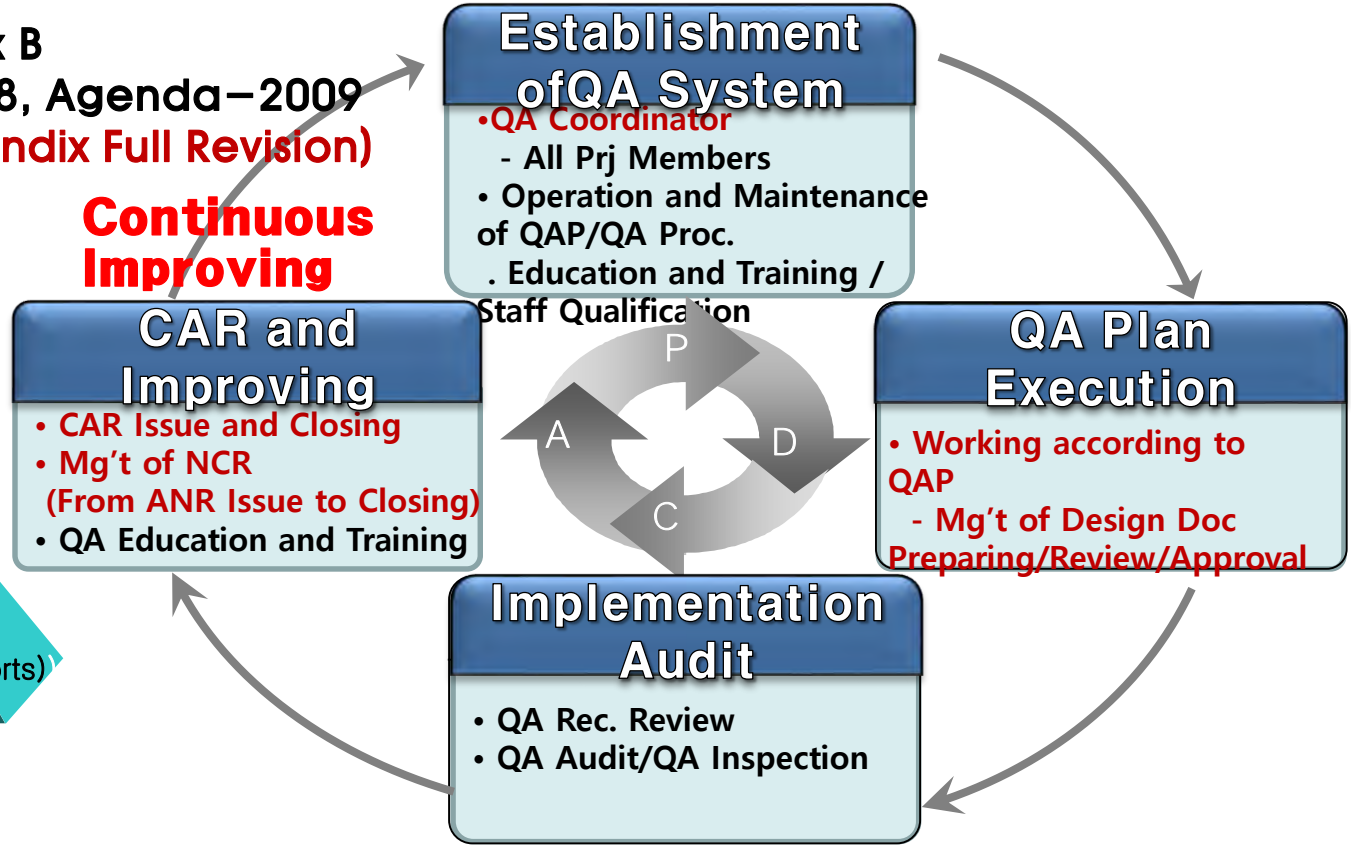 x B
8, Agenda-2009
ndix Full Revision)
Continuous
Improving
Establishment
ofQA System
•QA Coordinator
- All Prj Members
• Operation and Maintenance
of QAP/QA Proc.
. Education and Training /
Staff Qualification
QA Plan
Execution
• Working according to
QAP
- Mg't of Design Doc
Preparing/Review/Approval
Implementation
Audit
• QA Rec. Review
• QA Audit/QA Inspection
CAR and
Improving
• CAR Issue and Closing
• Mg't of NCR
(From ANR Issue to Closing)
• QA Education and Training
P
D
C
A
rts))